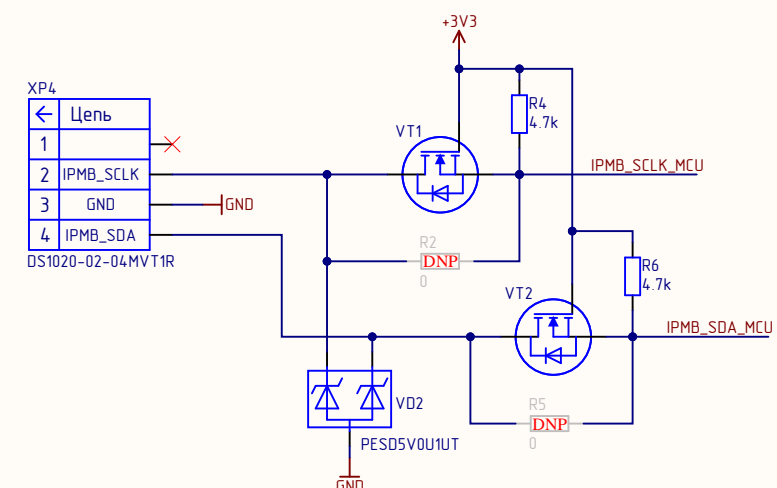 +3V3
XP4
Цепь
1
2 IPMB_SCLK
3 GND
4 IPMB_SDA
DS1020-02-04MVT1R
GND
VT1
R4
4.7k
IPMB_SCLK_MCU
R2
DNP
0
VT2
R6
4.7k
IPMB_SDA_MCU
R5
DNP
0
VD2
PESD5V0U1UT
GND